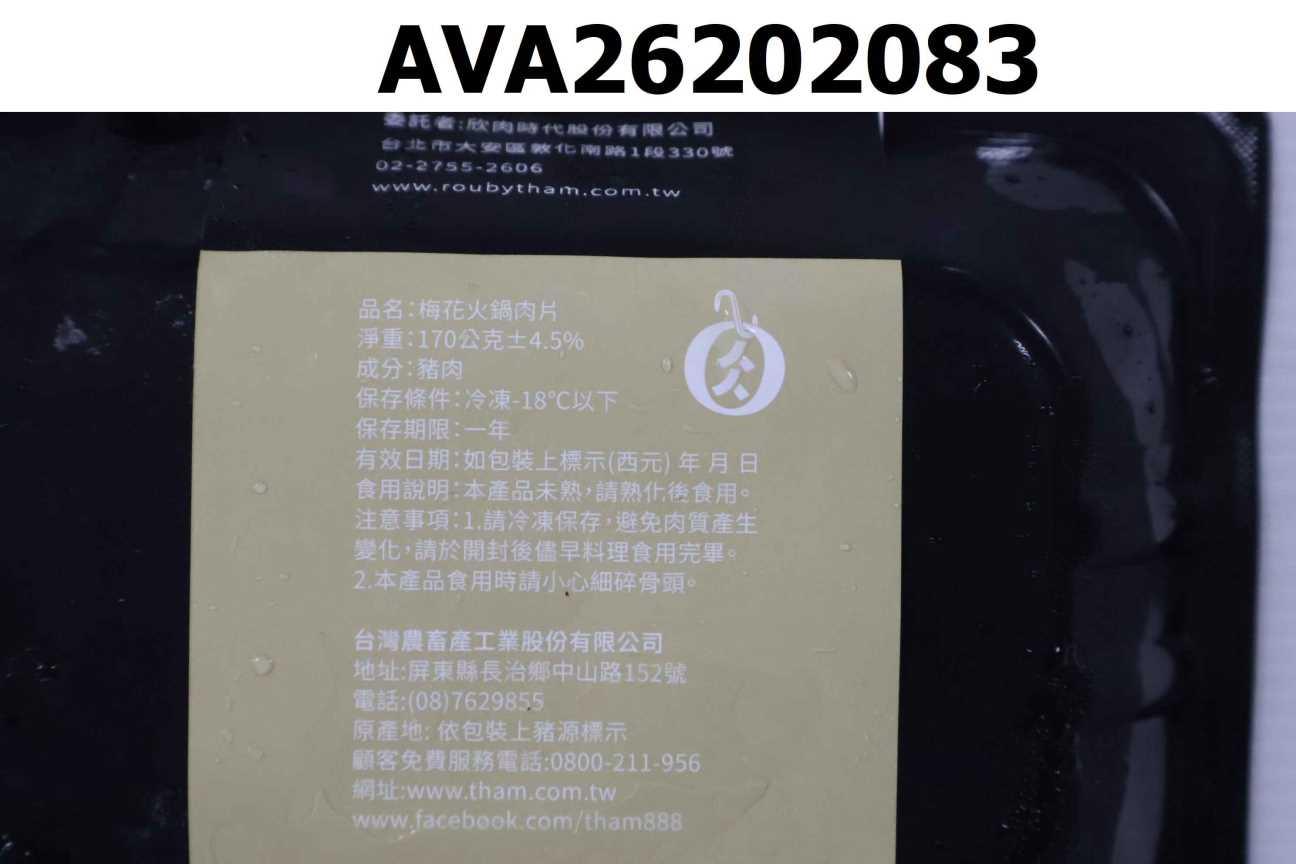 AVA26202083
委託者:欣肉時代股份有限公司
台北市大安區敦化南路1段330號
02-2755-2606
www.roubytham.com.tw
品名:梅花火鍋肉片
淨重:170公克±4.5%
成分:豬肉
保存條件:冷凍-18℃以下
保存期限:一年
有效日期:如包裝上標示(西元) 年 月 日
食用說明:本產品未熟,請熟化後食用。
注意事項:1.請冷凍保存,避免肉質產生
變化,請於開封後儘早料理食用完畢。
2.本產品食用時請小心細碎骨頭。
台灣農畜產工業股份有限公司
地址:屏東縣長治鄉中山路152號
電話:(08)7629855
原產地: 依包裝上豬源標示
顧客免費服務電話:0800-211-956
網址:www.tham.com.tw
www.facebook.com/tham888